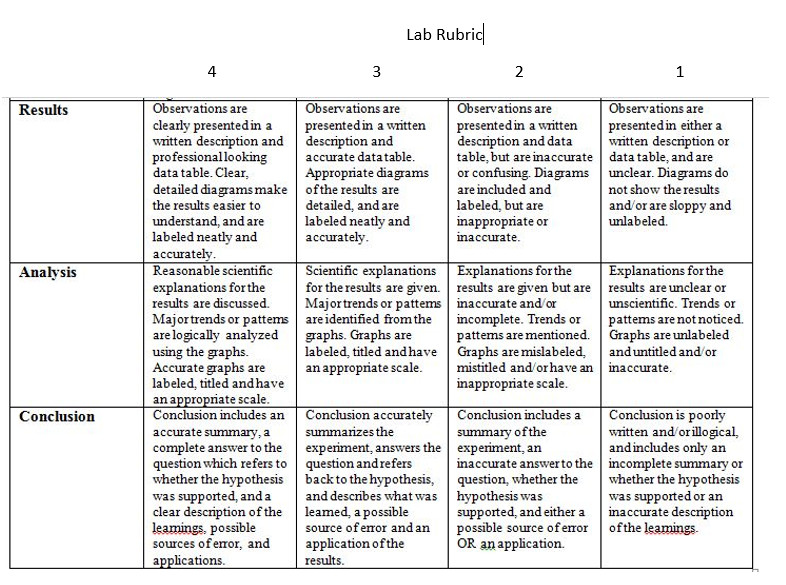 Lab Rubric
4
3
2
1
Results
Observations are
clearly presented in a
written description and
professional looking
data table. Clear,
detailed diagrams make
the results easier to
understand, and are
labeled neatly and
accurately.
Observations are
presented in a written
description and
accurate data table.
Appropriate diagrams
of the results are
detailed, and are
labeled neatly and
accurately.
Observations are
presented in a written
description and data
table, but are inaccurate
or confusing. Diagrams
are included and
labeled, but are
inappropriate or
inaccurate.
Observations are
presented in either a
written description or
data table, and are
unclear. Diagrams do
not show the results
and/or are sloppy and
unlabeled.
Analysis
Reasonable scientific
explanations for the
results are discussed.
Major trends or patterns
are logically analyzed
using the graphs.
Accurate graphs are
labeled, titled and have
an appropriate scale.
Scientific explanations
for the results are given.
Major trends or patterns
are identified from the
graphs. Graphs are
labeled, titled and have
an appropriate scale.
Explanations for the
results are given but are
inaccurate and/or
incomplete. Trends or
patterns are mentioned.
Graphs are mislabeled,
mistitled and/or have an
inappropriate scale.
Explanations for the
results are unclear or
unscientific. Trends or
patterns are not noticed.
Graphs are unlabeled
and untitled and/or
inaccurate.
Conclusion
Conclusion includes an
accurate summary, a
complete answer to the
question which refers to
whether the hypothesis
was supported, and a
clear description of the
learnings, possible
sources of error, and
applications.
Conclusion accurately
summarizes the
experiment, answers the
question and refers
back to the hypothesis,
and describes what was
learned, a possible
source of error and an
application of the
results.
Conclusion includes a
summary of the
experiment, an
inaccurate answer to the
question, whether the
hypothesis was
supported, and either a
possible source of error
OR an application.
Conclusion is poorly
written and/or illogical,
and includes only an
incomplete summary or
whether the hypothesis
was supported or an
inaccurate description
of the learnings.